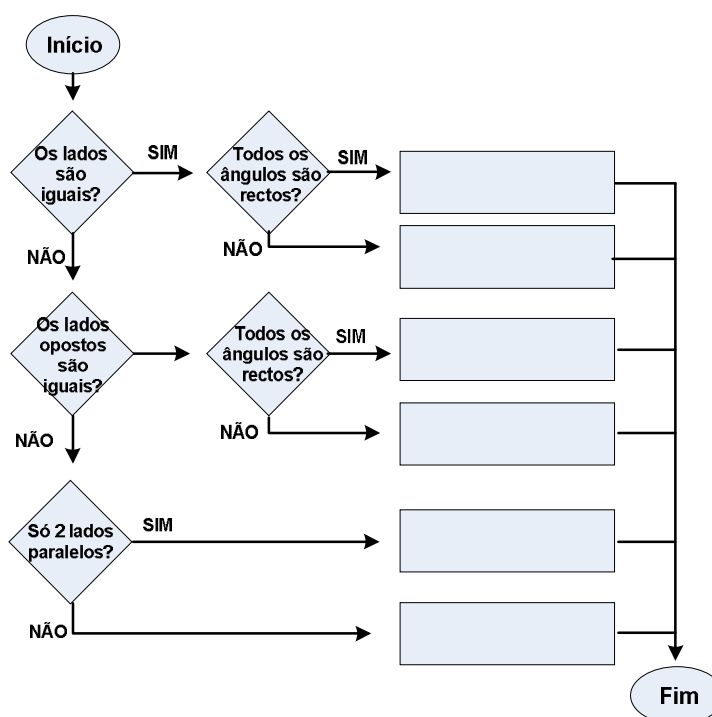 Início
Os lados
são
iguais?
SIM
Todos os
ângulos são
rectos?
SIM
NÃO
NÃO
Os lados
opostos
são
iguais?
Todos os
ângulos são
rectos?
SIM
NÃO
NÃO
Só 2 lados
paralelos?
SIM
NÃO
Fim